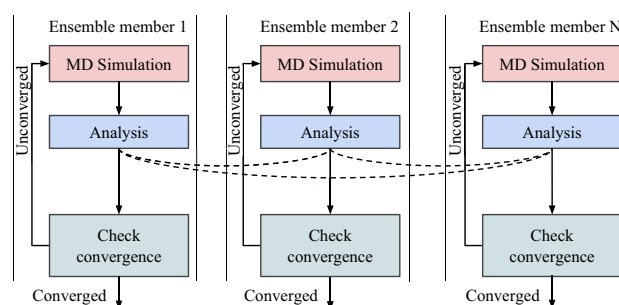 Ensemble member 1
MD Simulation
Analysis
Unconverged
Check
convergence
Converged
Ensemble member 2
MD Simulation
Analysis
Unconverged
Check
convergence
Converged
Ensemble member N
MD Simulation
Analysis
Unconverged
Check
convergence
Converged